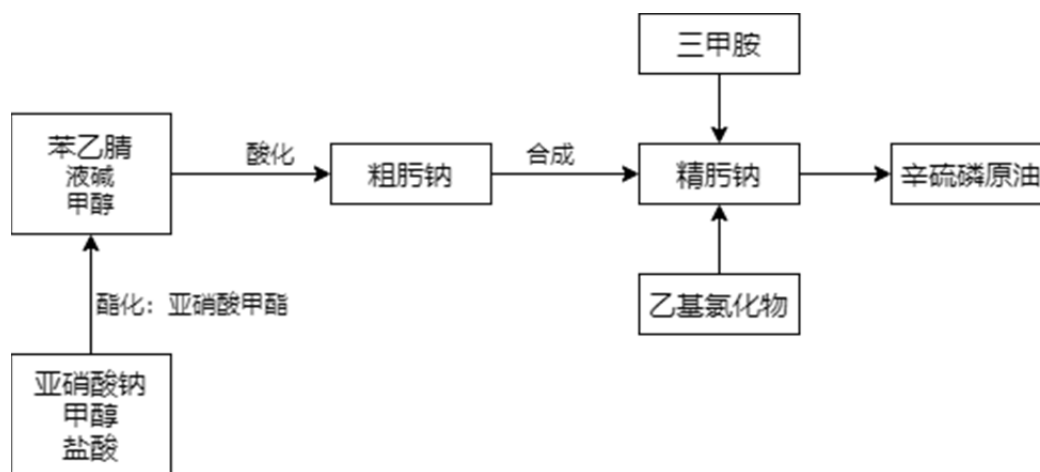 三甲胺
苯乙腈
液碱
甲醇
酸化
粗肟钠
合成
精肟钠
辛硫磷原油
乙基氯化物
酯化：亚硝酸甲酯
亚硝酸钠
甲醇
盐酸